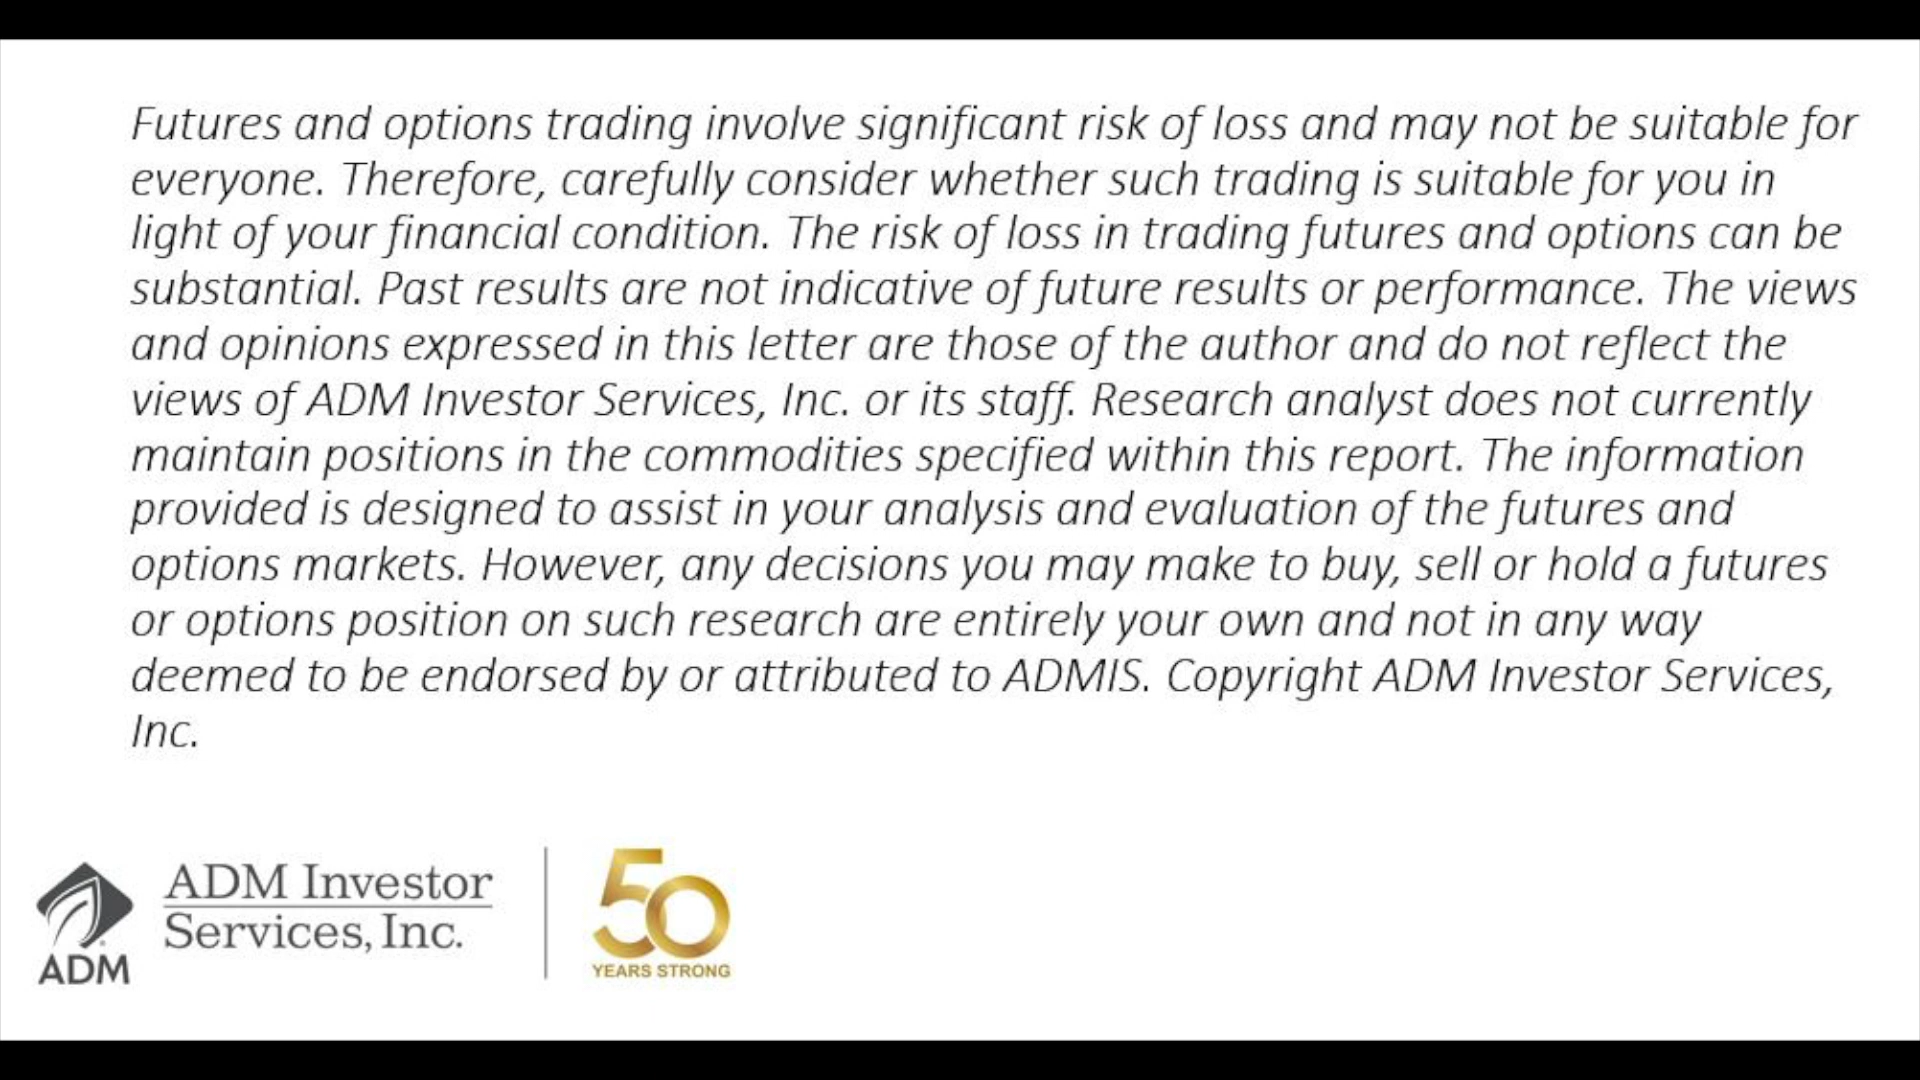 Futures and options trading involve significant risk of loss and may not be suitable for
everyone. Therefore, carefully consider whether such trading is suitable for you in
light of your financial condition. The risk of loss in trading futures and options can be
substantial. Past results are not indicative of future results or performance. The views
and opinions expressed in this letter are those of the author and do not reflect the
views of ADM Investor Services, Inc. or its staff. Research analyst does not currently
maintain positions in the commodities specified within this report. The information
provided is designed to assist in your analysis and evaluation of the futures and
options markets. However, any decisions you may make to buy, sell or hold a futures
or options position on such research are entirely your own and not in any way
deemed to be endorsed by or attributed to ADMIS. Copyright ADM Investor Services,
Inc.
ADM
ADM Investor
Services, Inc.
50
YEARS STRONG